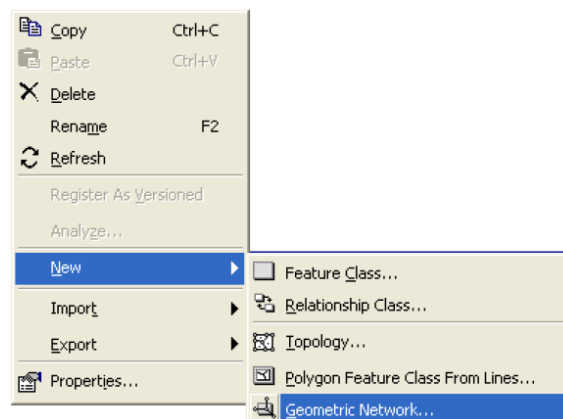 Copy Ctrl+C
Paste Ctrl+V
Delete
Rename F2
Refresh
Register As Versioned
Analyze...
New
Import
Export
Properties...
Feature Class...
Relationship Class...
Topology...
Polygon Feature Class From Lines...
Geometric Network...